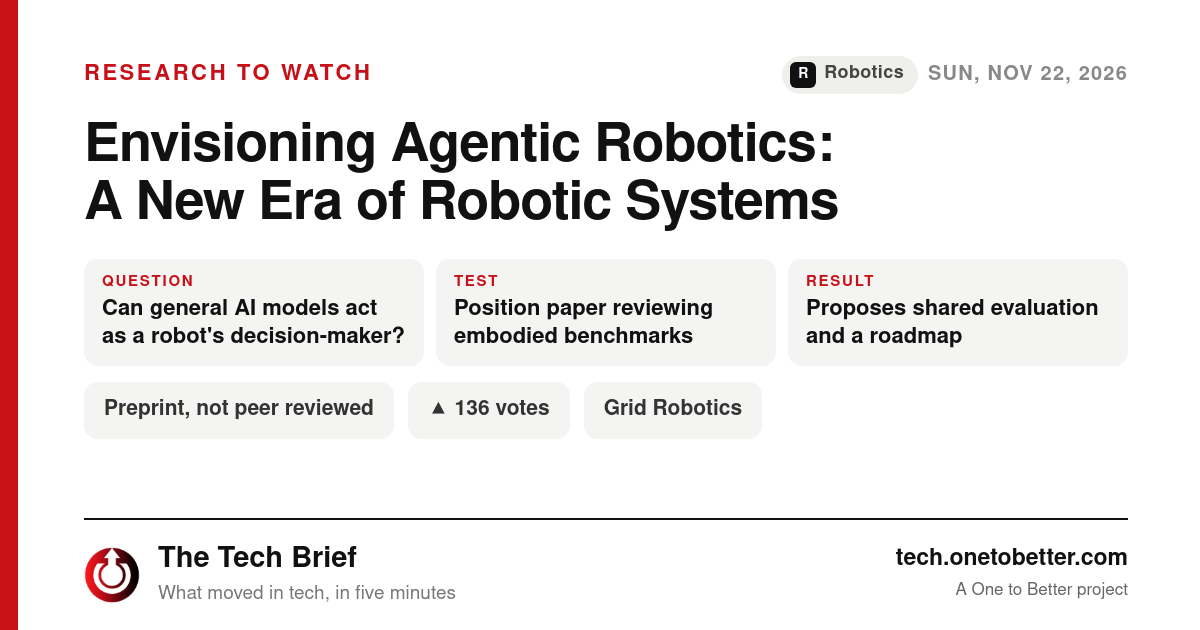 RESEARCH TO WATCH
R Robotics SUN, NOV 22, 2026
Envisioning Agentic Robotics:
A New Era of Robotic Systems
QUESTION
Can general AI models act
as a robot's decision-maker?
TEST
Position paper reviewing
embodied benchmarks
RESULT
Proposes shared evaluation
and a roadmap
Preprint, not peer reviewed
▲ 136 votes
Grid Robotics
The Tech Brief
What moved in tech, in five minutes
tech.onetobetter.com
A One to Better project